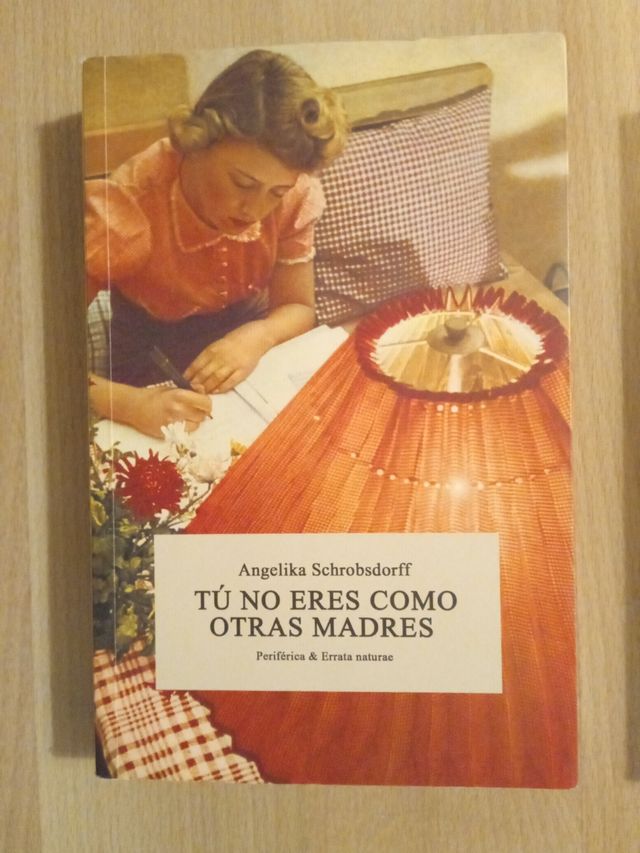 Angelika Schrobsdorff
TÚ NO ERES COMO
OTRAS MADRES
Periférica & Errata naturae